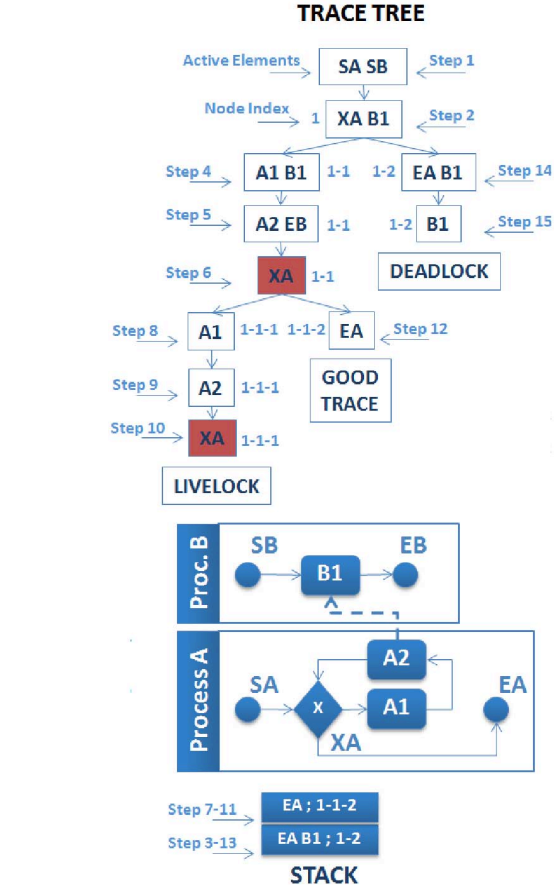 TRACE TREE
Active Elements SA SB Step 1
Node Index 1 XA B1 Step 2
Step 4 A1 B1 1-1 1-2 EA B1 Step 14
Step 5 A2 EB 1-1 1-2 B1 Step 15
Step 6 XA 1-1 DEADLOCK
Step 8 A1 1-1-1 1-1-2 EA Step 12
Step 9 A2 1-1-1 GOOD
TRACE
Step 10 XA 1-1-1
LIVELOCK
Proc. B SB B1 EB
Process A A2
SA X A1 EA
XA
Step 7-11 EA ; 1-1-2
Step 3-13 EA B1 ; 1-2
STACK